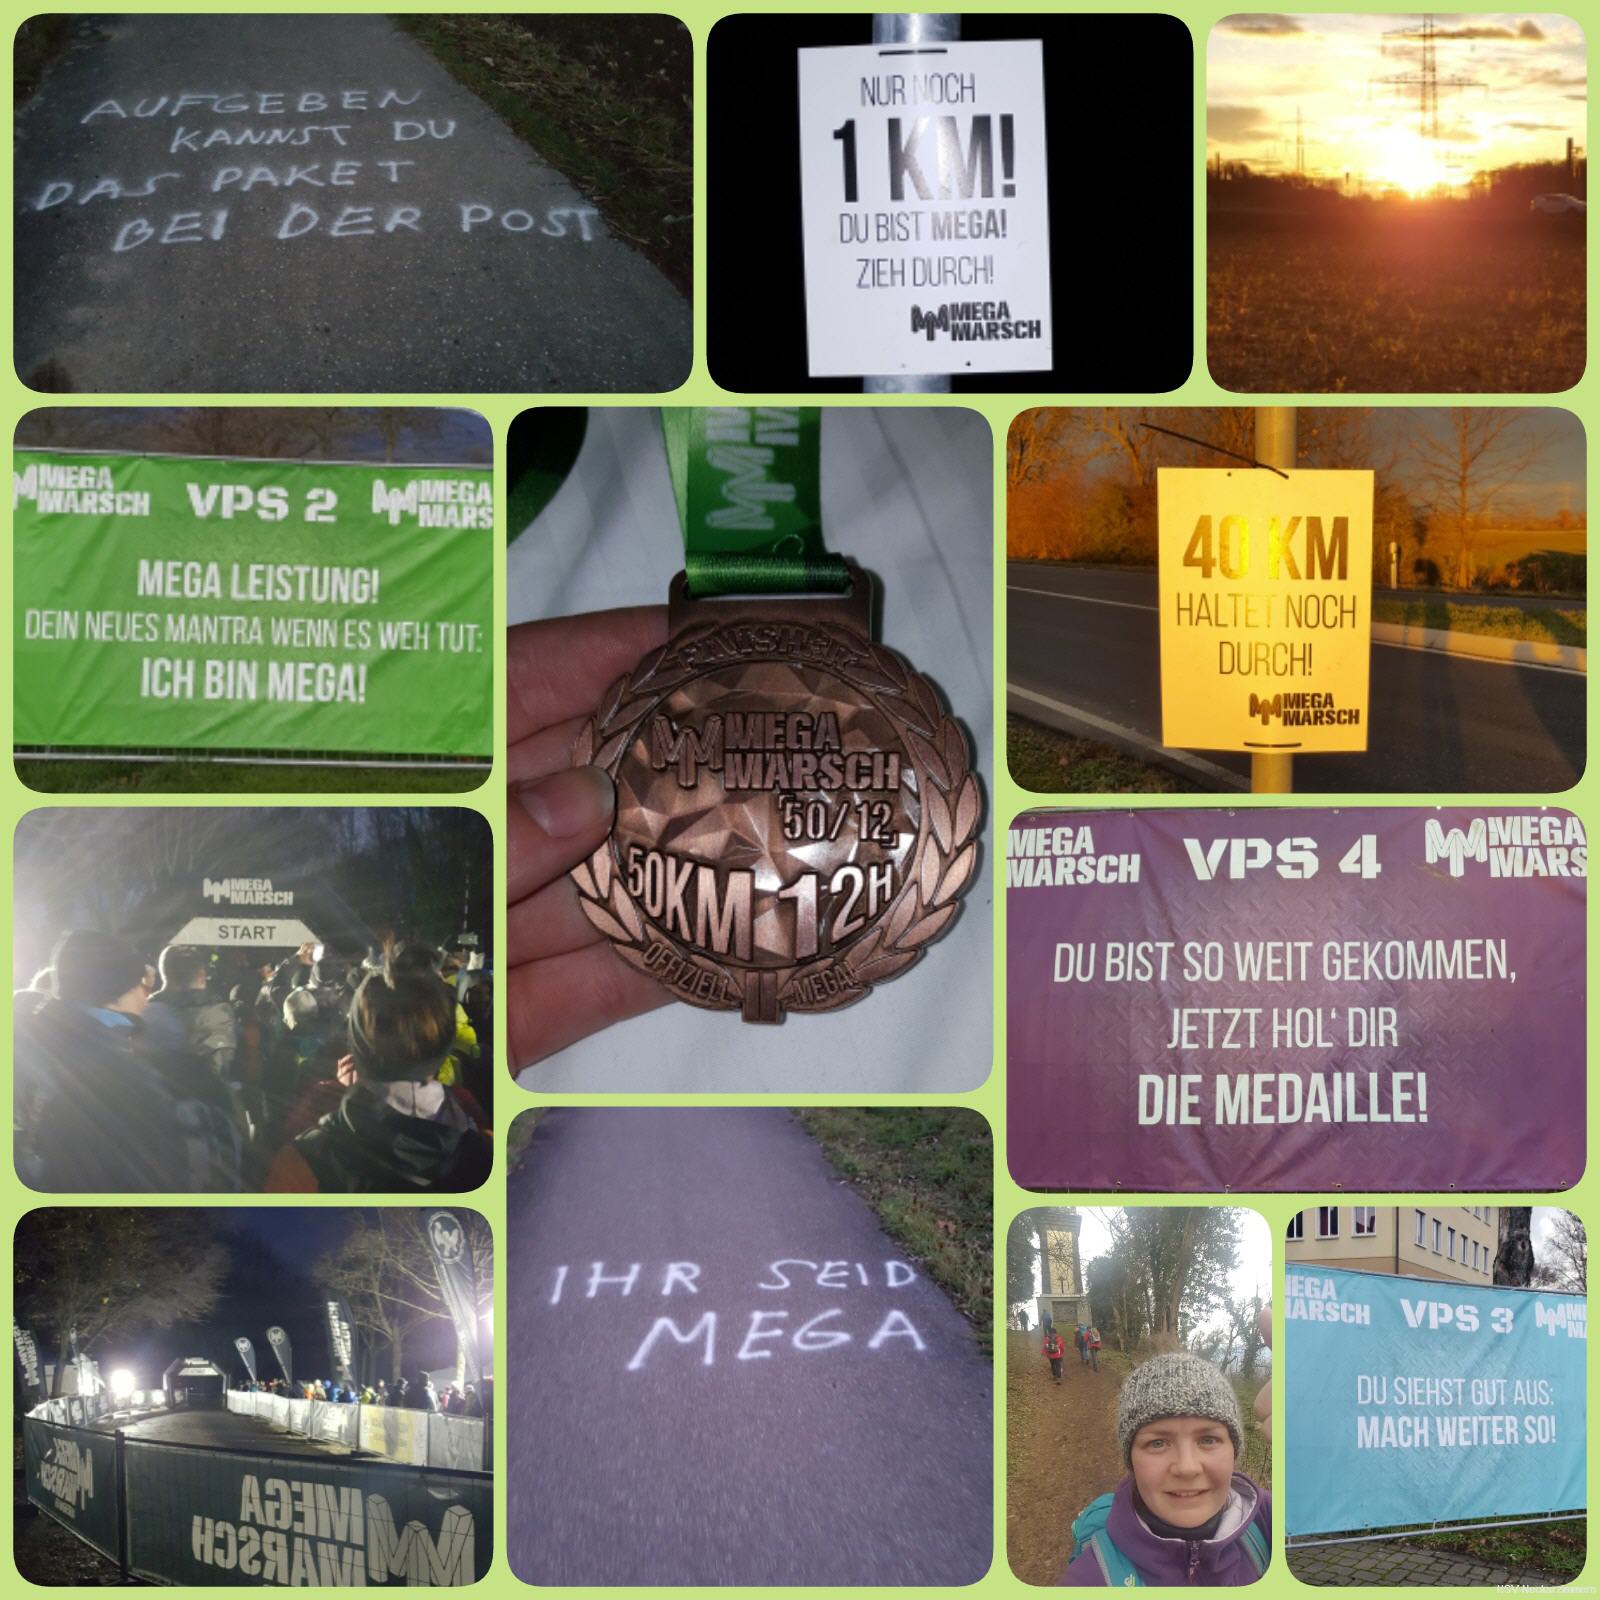 AUFGEBEN
KANNST DU
DAS PAKET
BEI DER POST
NUR NOCH
1 KM!
DU BIST MEGA!
ZIEH DURCH!
MEGA
MARSCH
MEGA
MARSCH
VPS 2
MEGA
MARS
MEGA LEISTUNG!
DEIN NEUES MANTRA WENN ES WEH TUT:
ICH BIN MEGA!
FINISHER
MEGA
MARSCH
50/12
50KM 12H
OFFIZIELL MEGA!
40 KM
HALTET NOCH
DURCH!
MEGA
MARSCH
MEGA
MARSCH
START
MEGA
MARSCH
VPS 4
MEGA
MARS
DU BIST SO WEIT GEKOMMEN,
JETZT HOL' DIR
DIE MEDAILLE!
MEGA
MARSCH
IHR SEID
MEGA
EGA
MARSCH
VPS 3
DU SIEHST GUT AUS:
MACH WEITER SO!